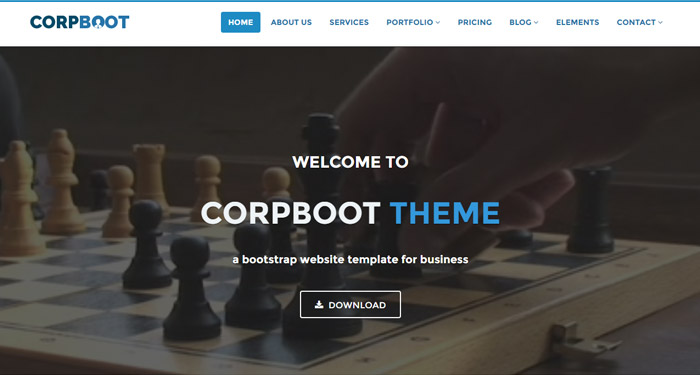 CORPBOOT
HOME ABOUT US SERVICES PORTFOLIO PRICING BLOG ELEMENTS CONTACT
WELCOME TO
CORPBOOT THEME
a bootstrap website template for business
DOWNLOAD